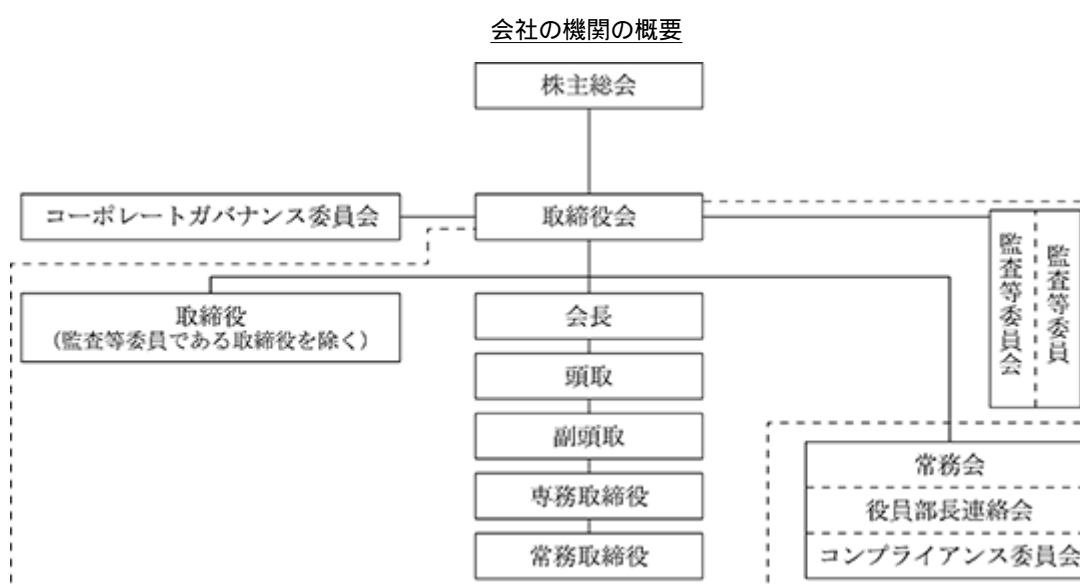 会社の機関の概要
株主総会
コーポレートガバナンス委員会
取締役会
監査等委員会
監査等委員
取締役
（監査等委員である取締役を除く）
会長
頭取
副頭取
専務取締役
常務取締役
常務会
役員部長連絡会
コンプライアンス委員会